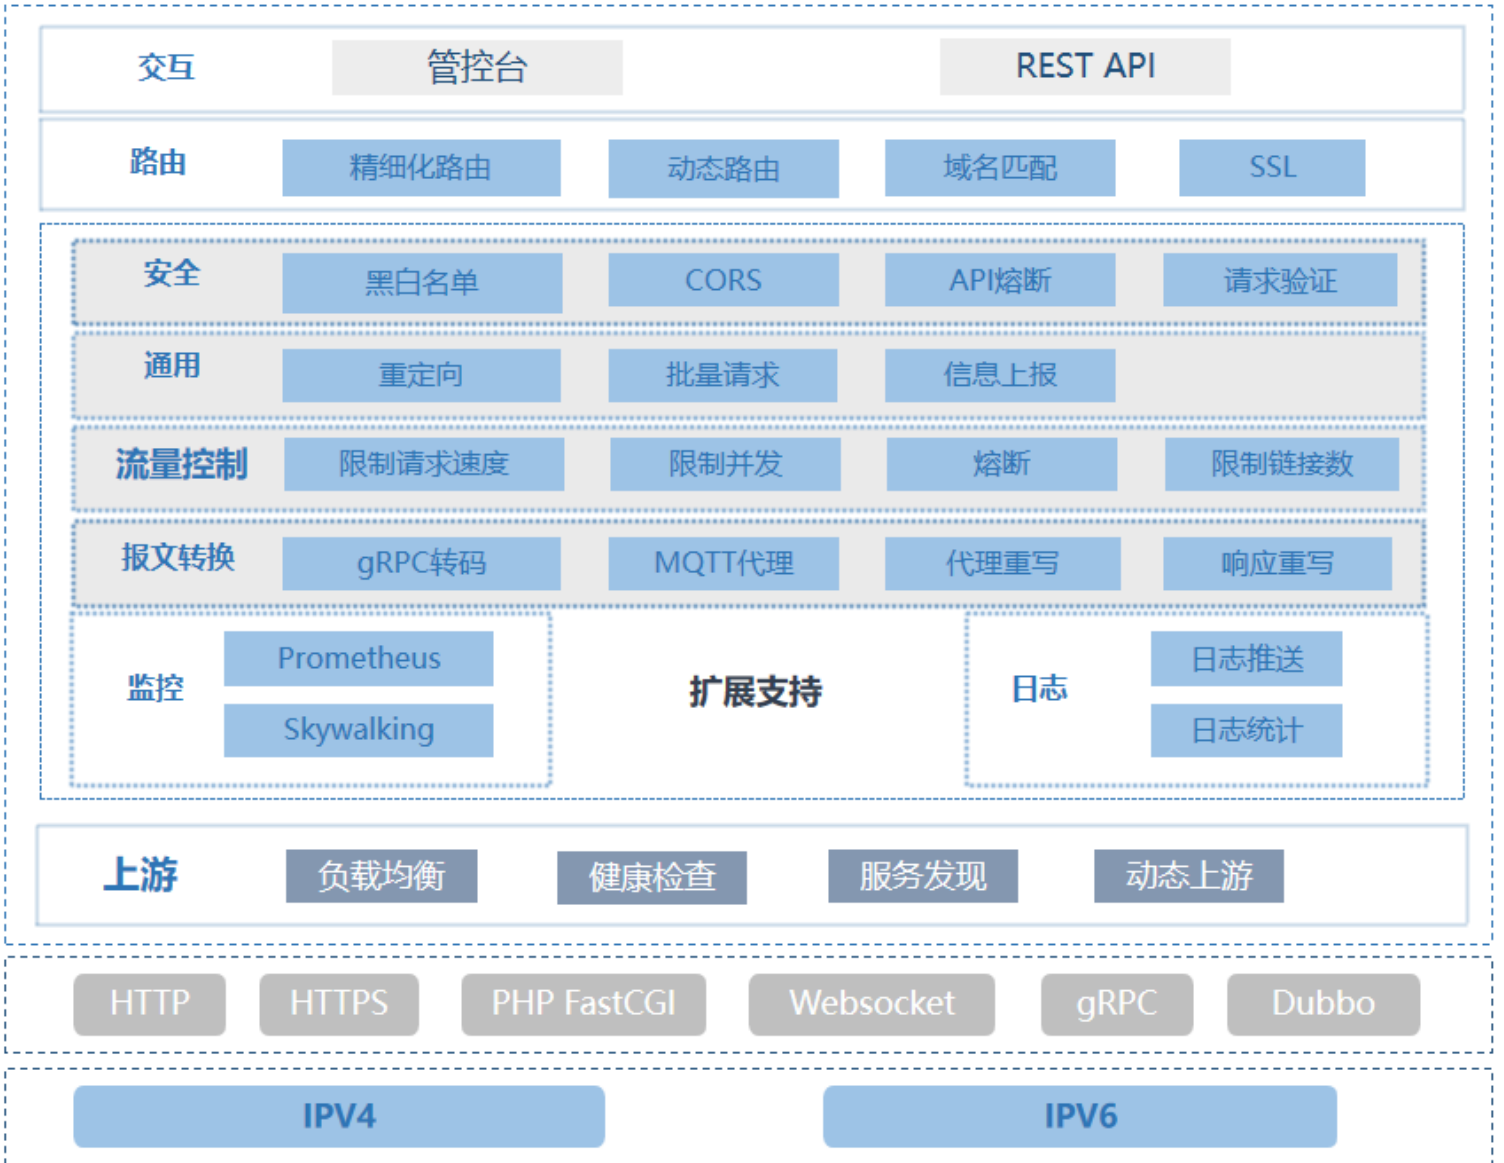 交互 管控台 REST API
路由 精细化路由 动态路由 域名匹配 SSL
安全 黑白名单 CORS API熔断 请求验证
通用 重定向 批量请求 信息上报
流量控制 限制请求速度 限制并发 熔断 限制链接数
报文转换 gRPC转码 MQTT代理 代理重写 响应重写
监控 Prometheus
Skywalking
扩展支持
日志 日志推送
日志统计
上游 负载均衡 健康检查 服务发现 动态上游
HTTP HTTPS PHP FastCGI Websocket gRPC Dubbo
IPV4 IPV6